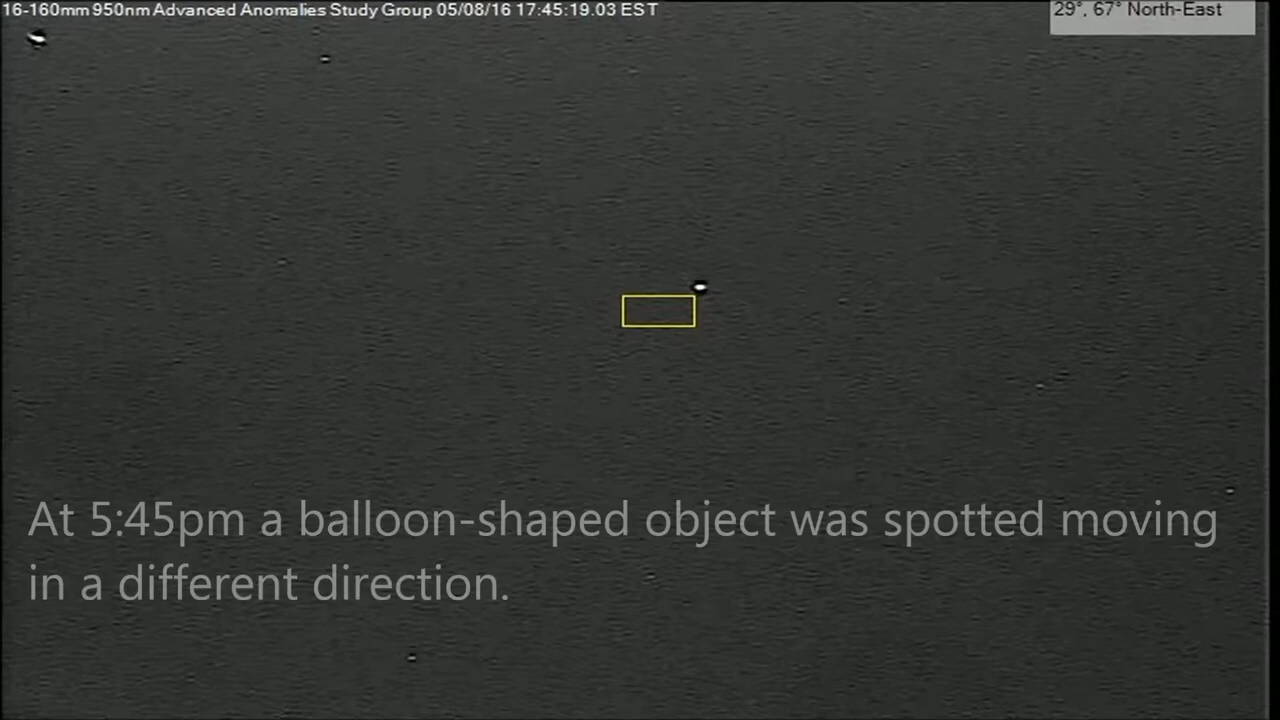 16-160mm 950nm Advanced Anomalies Study Group 05/08/16 17:45:19.03 EST
29°, 67° North-East
At 5:45pm a balloon-shaped object was spotted moving
in a different direction.